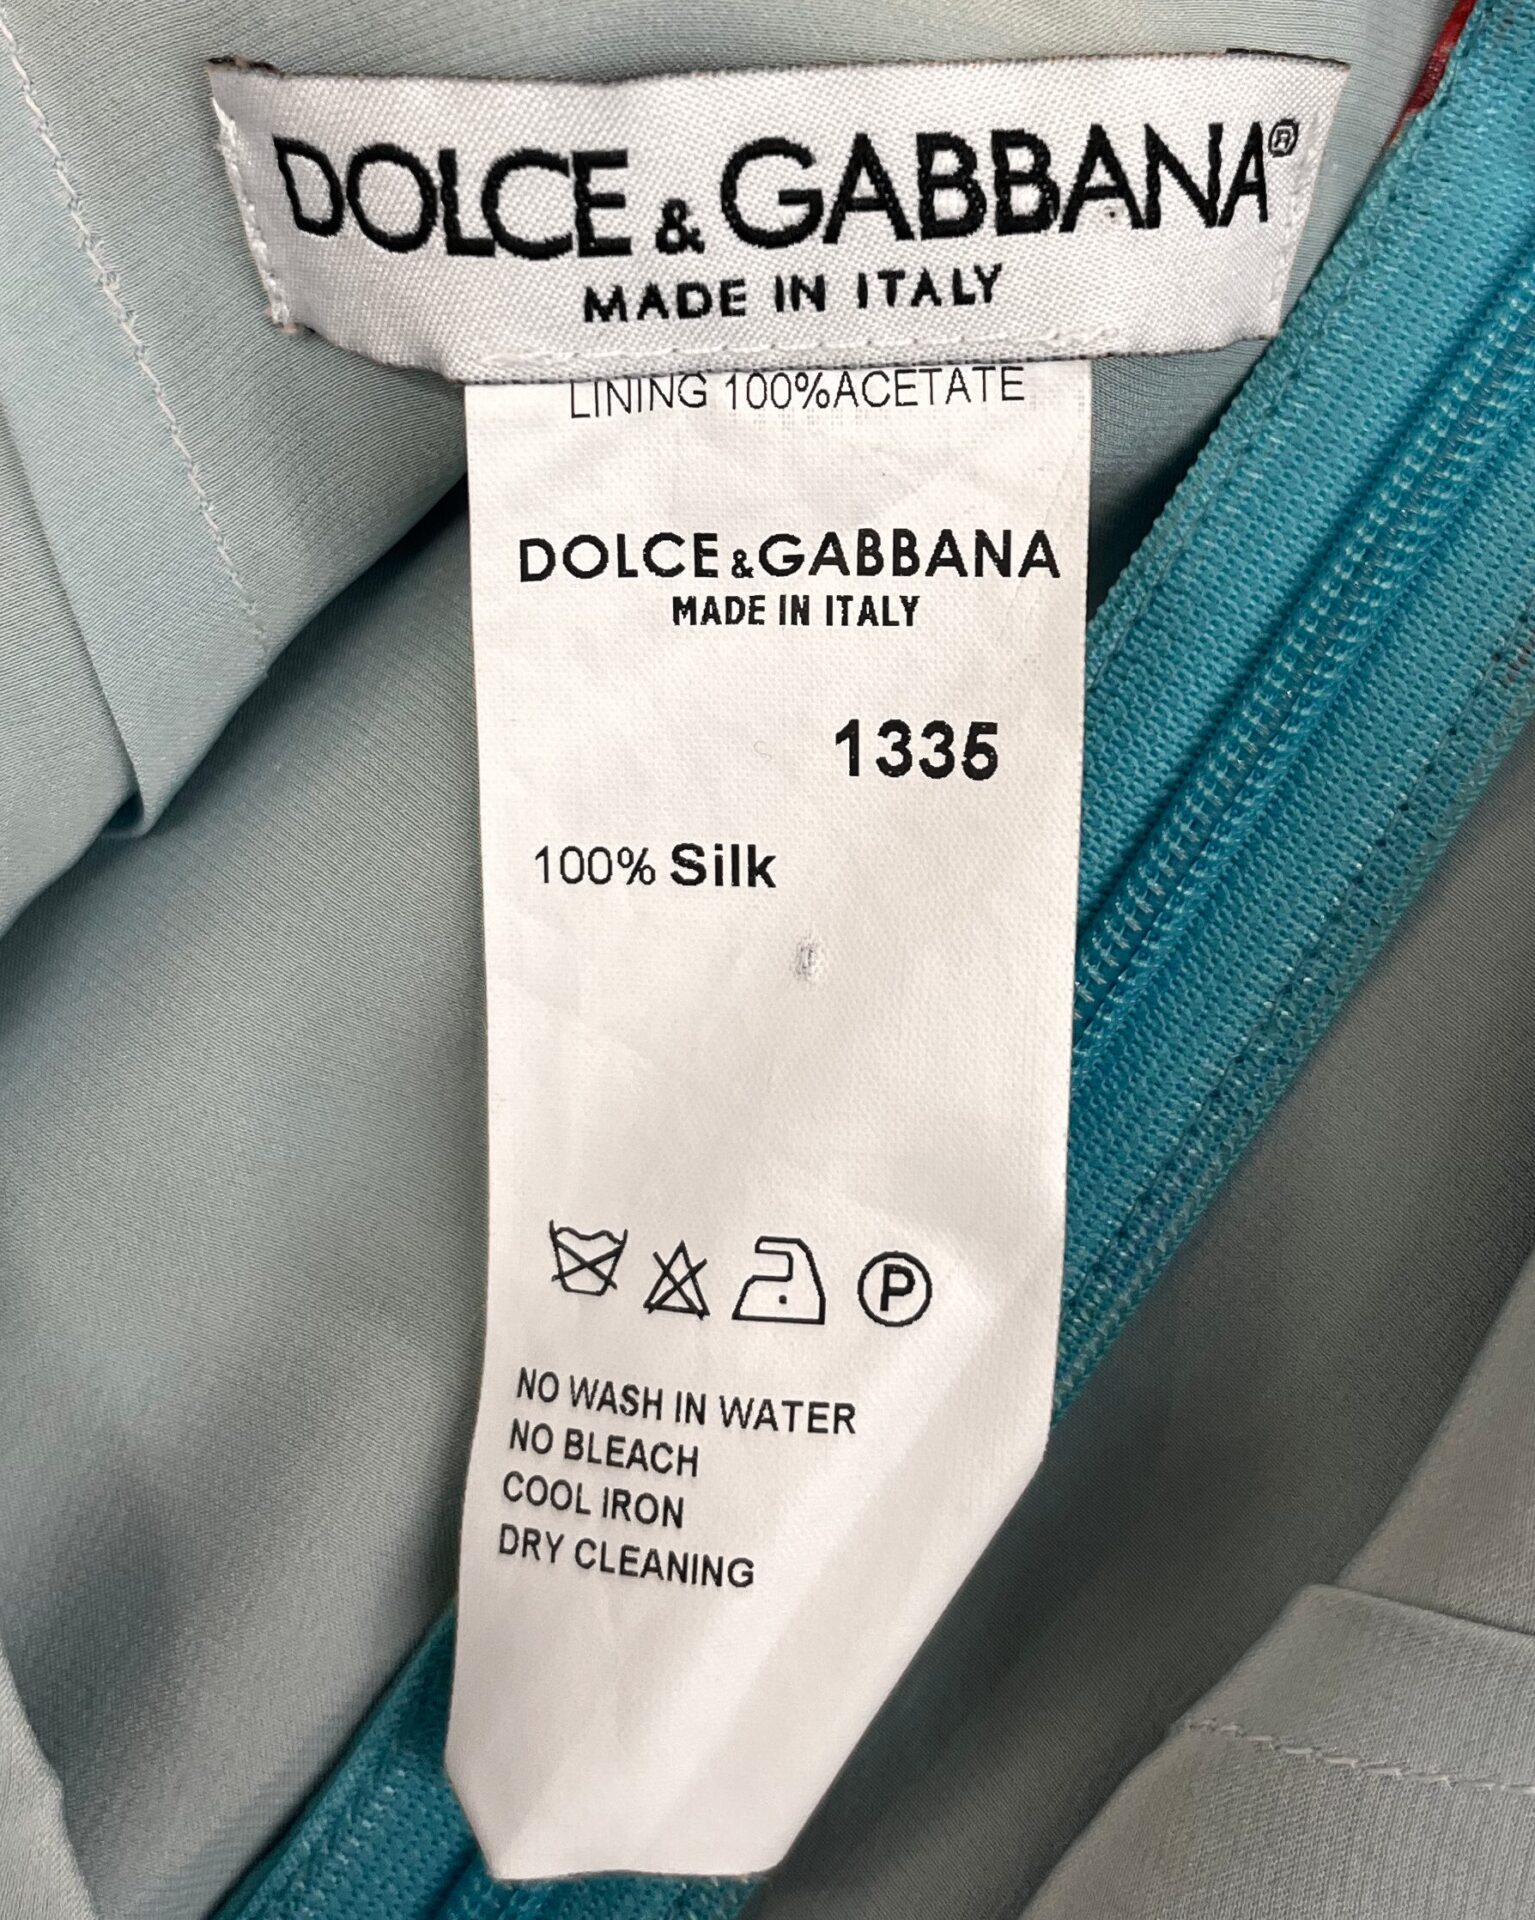 DOLCE & GABBANA®
MADE IN ITALY
LINING 100%ACETATE
DOLCE & GABBANA
MADE IN ITALY
1335
100% Silk
P
NO WASH IN WATER
NO BLEACH
COOL IRON
DRY CLEANING